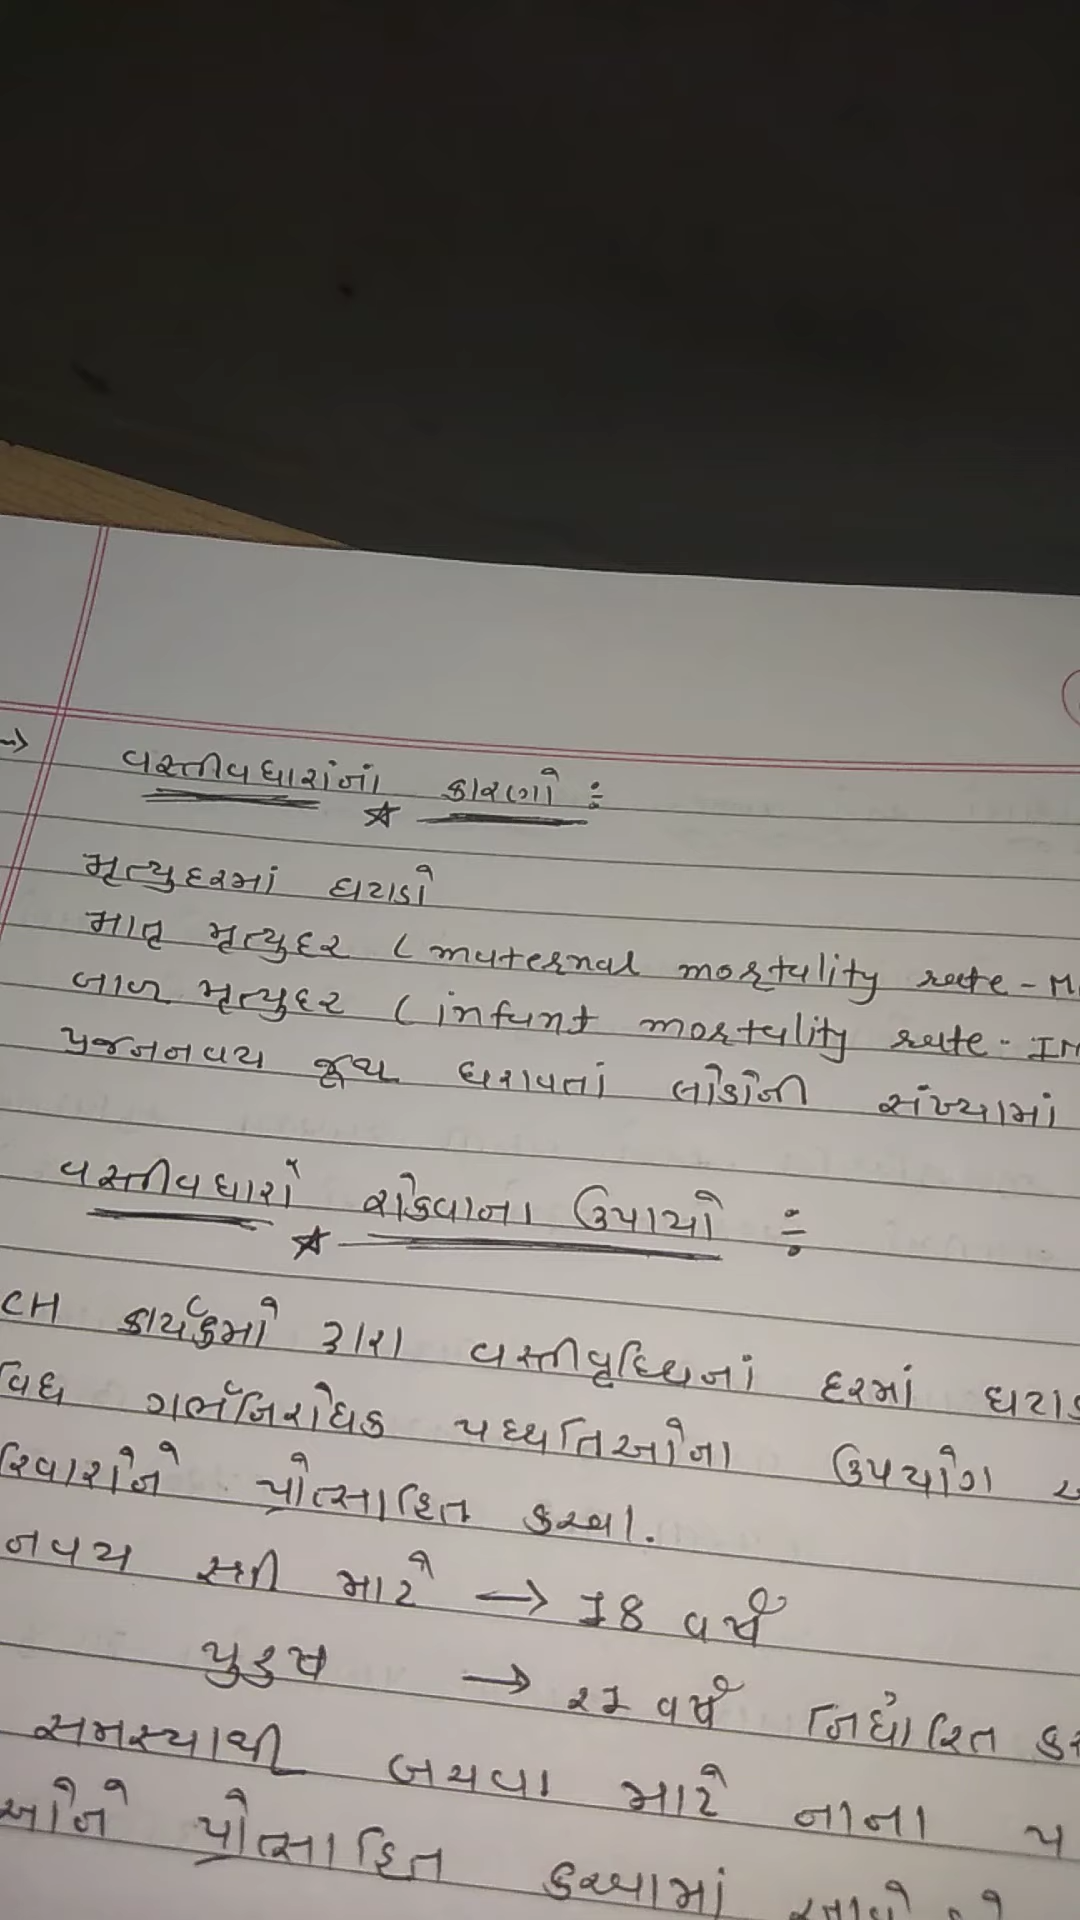 વસ્તીવધારાંનાં કારણો :
મૃત્યુદરમાં ઘટાડો
માતૃ મૃત્યુદર (maternal mortality rate - M
બાળ મૃત્યુદર (infant mortality rate - IM
પ્રજનનવય જૂથ ધરાવતાં લોકોની સંખ્યામાં
વસ્તીવધારો રોકવાના ઉપાયો :
CH કાર્યક્રમો દ્વારા વસ્તીવૃધ્ધિનાં દરમાં ઘટાડ
વિધ ગર્ભનિરોધક પધ્ધતિઓના ઉપયોગ
રિવારોને પ્રોત્સાહિત કરવા.
નવય સ્ત્રી માટે → 18 વર્ષ
પુરુષ → 21 વર્ષ નિર્ધારિત કર
સમસ્યાથી બચવા માટે નાના પ
ઓને પ્રોત્સાહિત કરવામાં